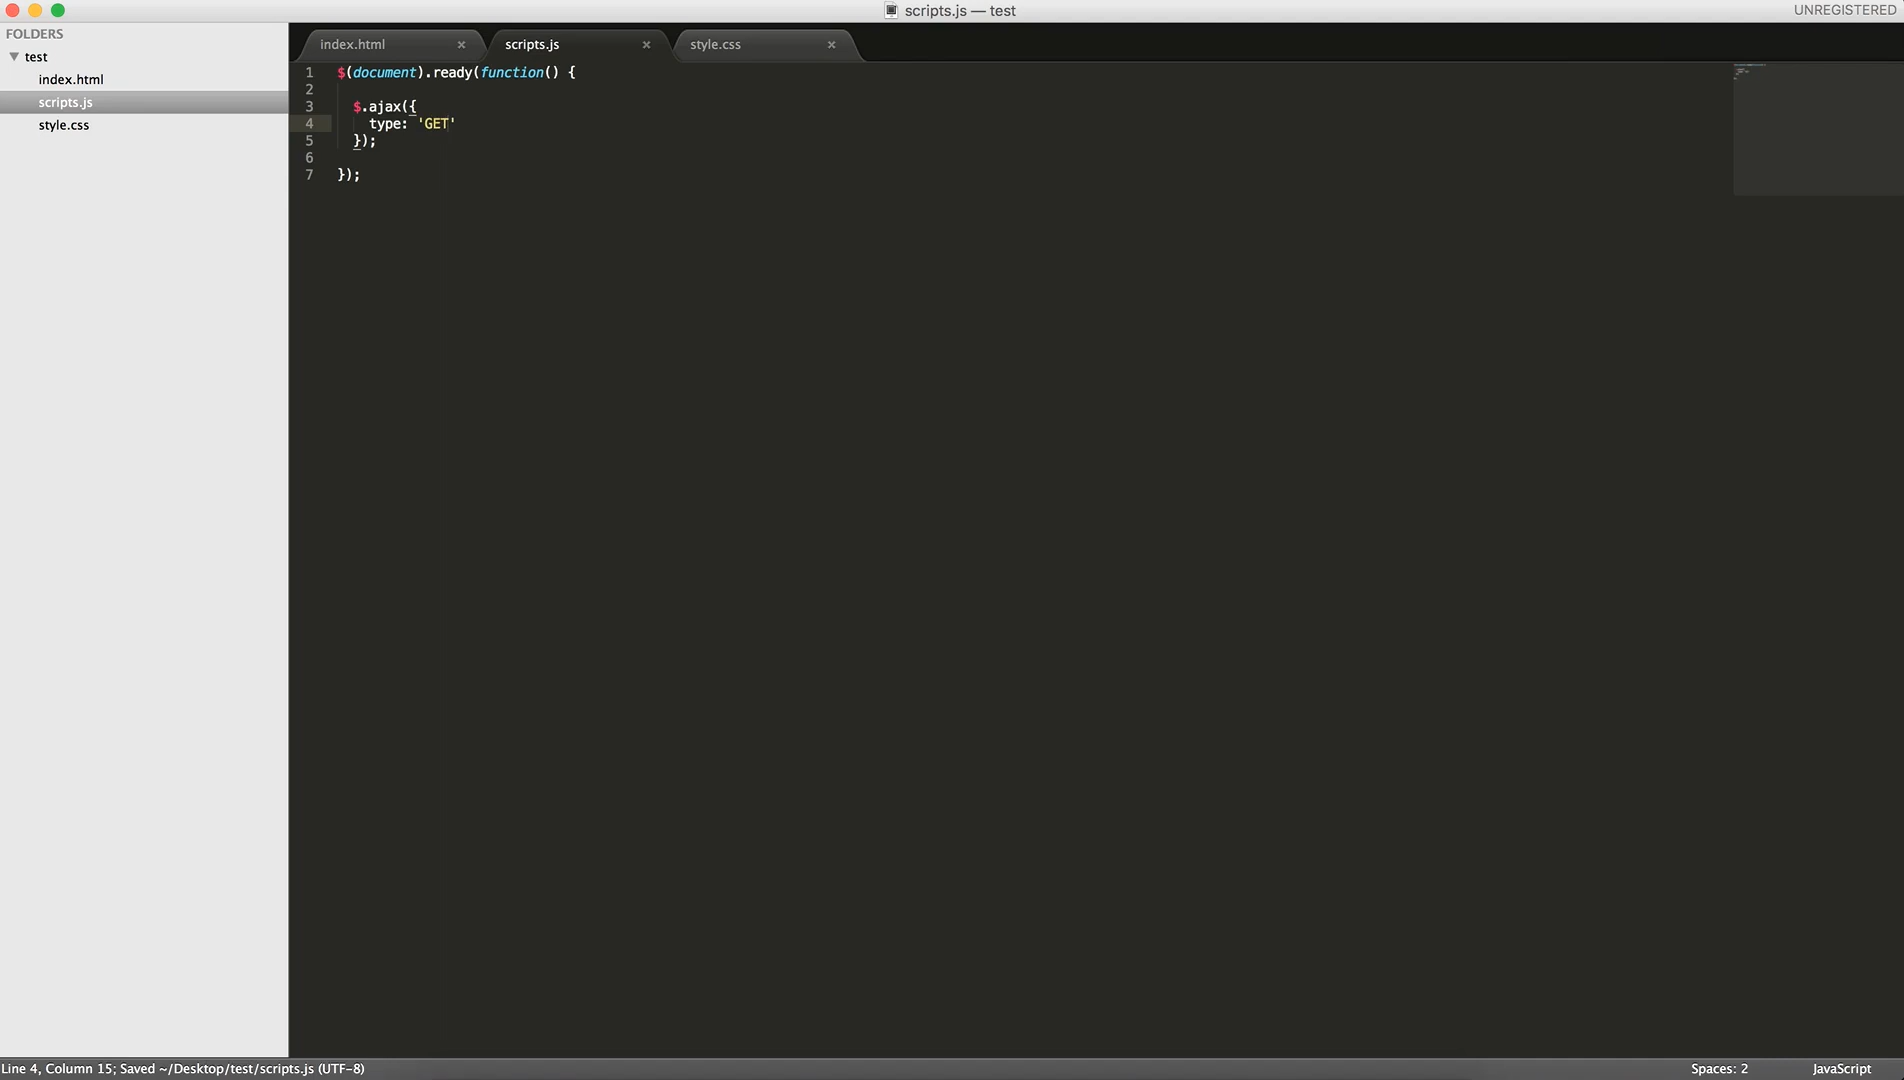 scripts.js — test
UNREGISTERED
FOLDERS
test
index.html
scripts.js
style.css
index.html × scripts.js × style.css ×
1 $(document).ready(function() {
2
3 $.ajax({
4 type: 'GET'
5 });
6
7 });
Line 4, Column 15; Saved ~/Desktop/test/scripts.js (UTF-8)
Spaces: 2
JavaScript